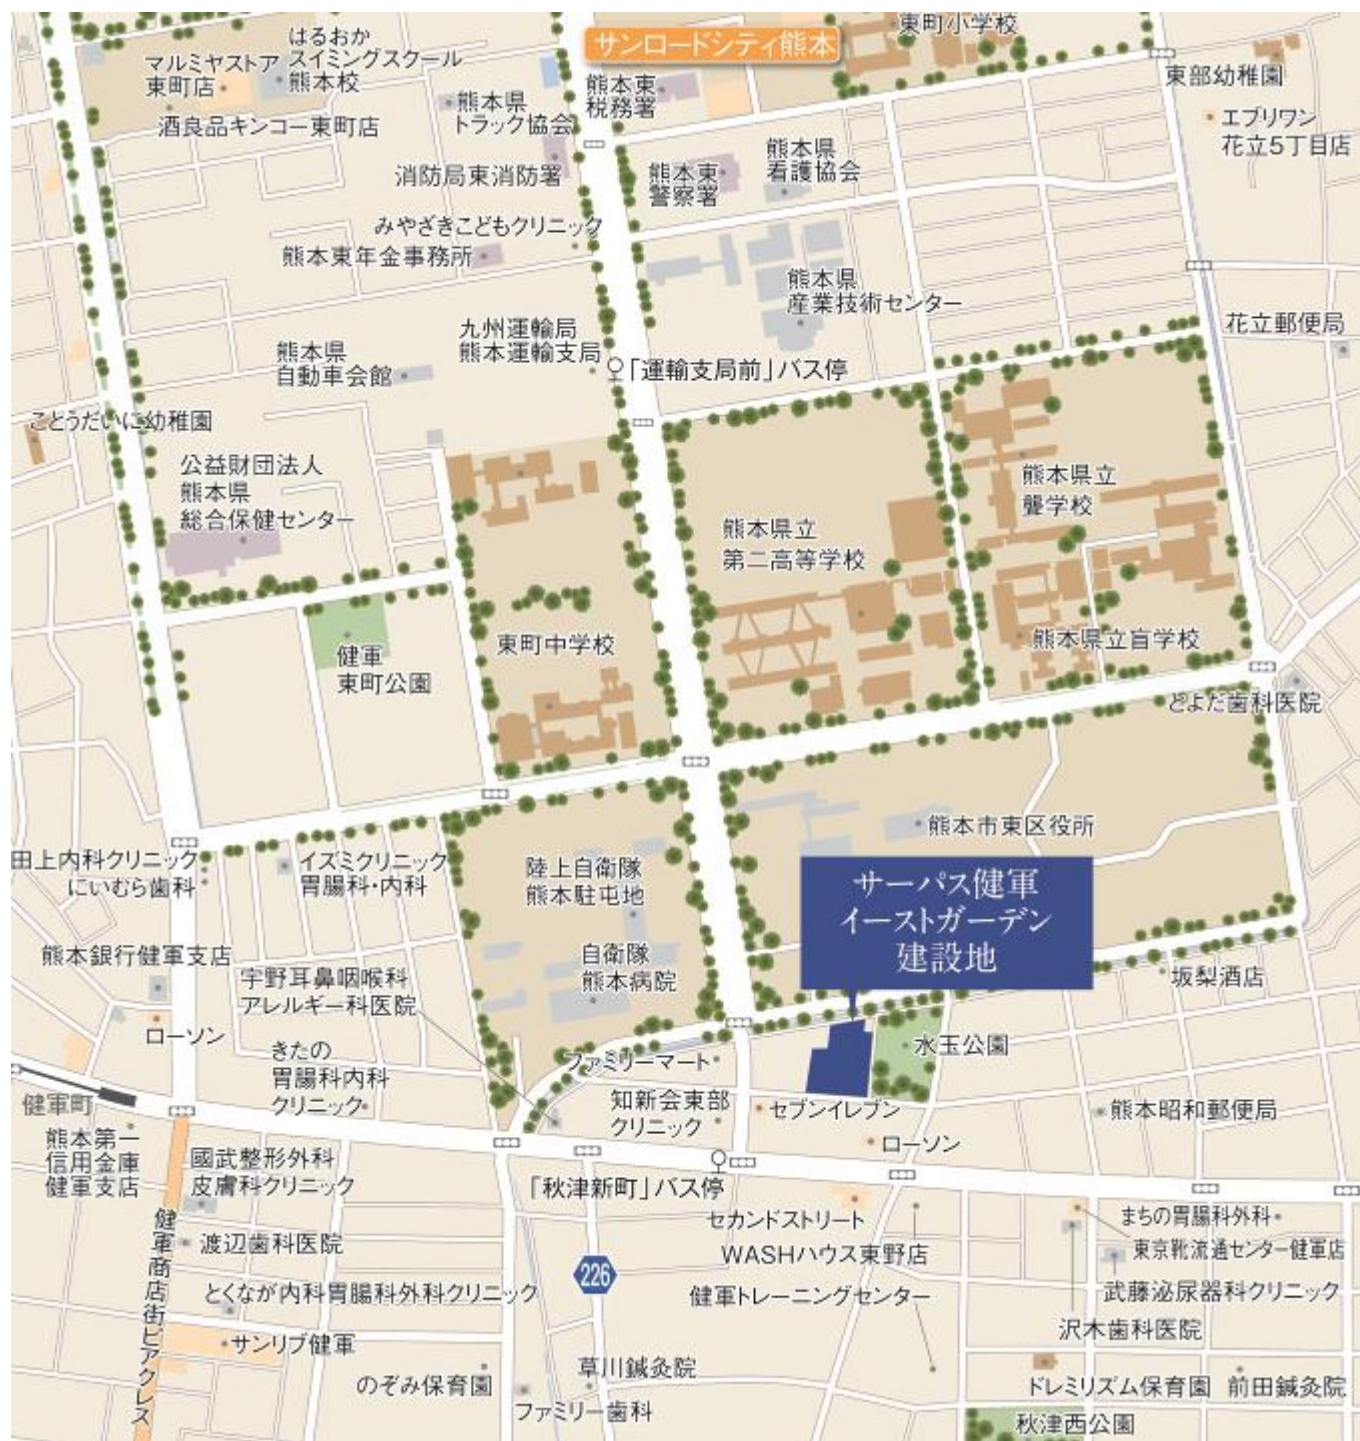 サンロードシティ熊本
東町小学校
はるおか
スイミングスクール
熊本校
マルミヤストア
東町店
酒良品キンコー東町店
熊本県
トラック協会
熊本東
税務署
東部幼稚園
エブリワン
花立5丁目店
消防局東消防署
熊本東
警察署
熊本県
看護協会
みやざきこどもクリニック
熊本東年金事務所
熊本県
産業技術センター
九州運輸局
熊本運輸支局
花立郵便局
熊本県
自動車会館
「運輸支局前」バス停
ことうだいに幼稚園
公益財団法人
熊本県
総合保健センター
熊本県立
第二高等学校
熊本県立
聾学校
健軍
東町公園
東町中学校
熊本県立盲学校
とよだ歯科医院
熊本市東区役所
田上内科クリニック
にいむら歯科
イズミクリニック
胃腸科・内科
陸上自衛隊
熊本駐屯地
サーパス健軍
イーストガーデン
建設地
熊本銀行健軍支店
宇野耳鼻咽喉科
アレルギー科医院
自衛隊
熊本病院
坂梨酒店
ローソン
きたの
胃腸科内科
クリニック
ファミリーマート
水玉公園
健軍町
知新会東部
クリニック
セブンイレブン
熊本昭和郵便局
熊本第一
信用金庫
健軍支店
國武整形外科
皮膚科クリニック
ローソン
「秋津新町」バス停
健軍商店街ピアクレス
渡辺歯科医院
セカンドストリート
WASHハウス東野店
まちの胃腸科外科
東京靴流通センター健軍店
226
とくなが内科胃腸科外科クリニック
健軍トレーニングセンター
武藤泌尿器科クリニック
沢木歯科医院
サンリブ健軍
のぞみ保育園
草川鍼灸院
ファミリー歯科
ドレミリズム保育園
前田鍼灸院
秋津西公園